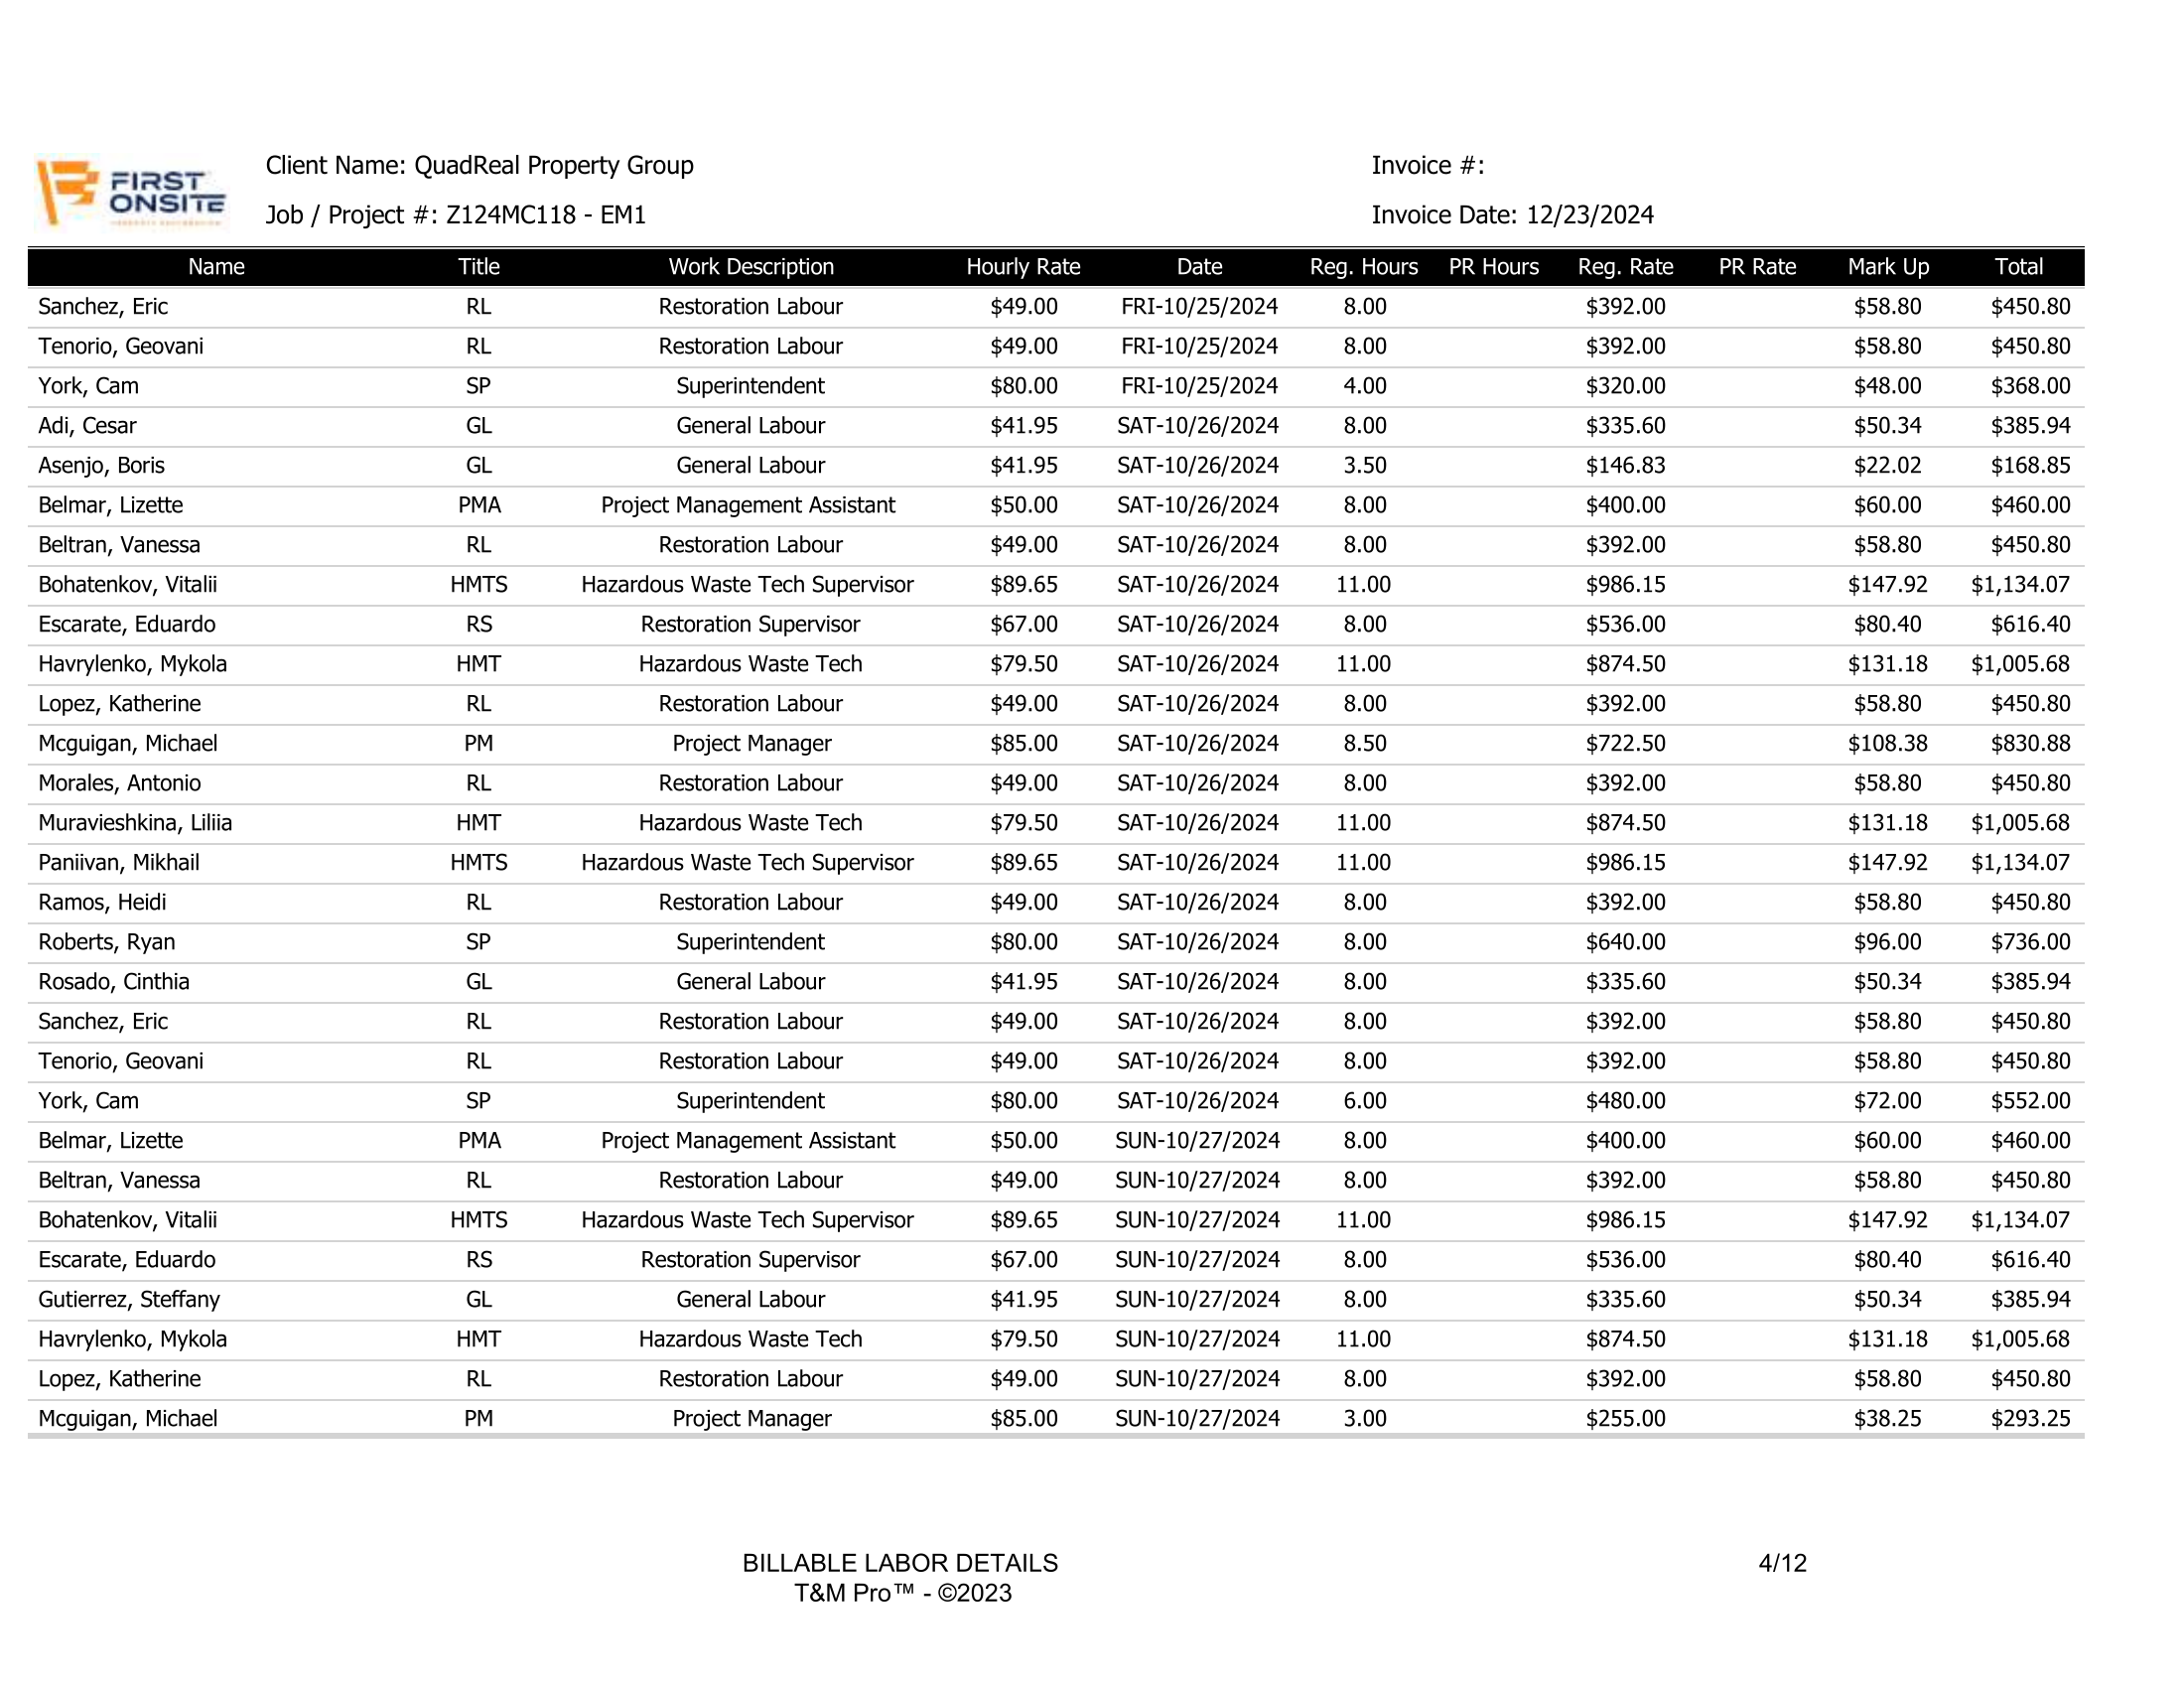 FIRST
ONSITE
Client Name: QuadReal Property Group
Invoice #:
Job / Project #: Z124MC118 - EM1
Invoice Date: 12/23/2024
Name Title Work Description Hourly Rate Date Reg. Hours PR Hours Reg. Rate PR Rate Mark Up Total
Sanchez, Eric RL Restoration Labour $49.00 FRI-10/25/2024 8.00 $392.00 $58.80 $450.80
Tenorio, Geovani RL Restoration Labour $49.00 FRI-10/25/2024 8.00 $392.00 $58.80 $450.80
York, Cam SP Superintendent $80.00 FRI-10/25/2024 4.00 $320.00 $48.00 $368.00
Adi, Cesar GL General Labour $41.95 SAT-10/26/2024 8.00 $335.60 $50.34 $385.94
Asenjo, Boris GL General Labour $41.95 SAT-10/26/2024 3.50 $146.83 $22.02 $168.85
Belmar, Lizette PMA Project Management Assistant $50.00 SAT-10/26/2024 8.00 $400.00 $60.00 $460.00
Beltran, Vanessa RL Restoration Labour $49.00 SAT-10/26/2024 8.00 $392.00 $58.80 $450.80
Bohatenkov, Vitalii HMTS Hazardous Waste Tech Supervisor $89.65 SAT-10/26/2024 11.00 $986.15 $147.92 $1,134.07
Escarate, Eduardo RS Restoration Supervisor $67.00 SAT-10/26/2024 8.00 $536.00 $80.40 $616.40
Havrylenko, Mykola HMT Hazardous Waste Tech $79.50 SAT-10/26/2024 11.00 $874.50 $131.18 $1,005.68
Lopez, Katherine RL Restoration Labour $49.00 SAT-10/26/2024 8.00 $392.00 $58.80 $450.80
Mcguigan, Michael PM Project Manager $85.00 SAT-10/26/2024 8.50 $722.50 $108.38 $830.88
Morales, Antonio RL Restoration Labour $49.00 SAT-10/26/2024 8.00 $392.00 $58.80 $450.80
Muravieshkina, Liliia HMT Hazardous Waste Tech $79.50 SAT-10/26/2024 11.00 $874.50 $131.18 $1,005.68
Paniivan, Mikhail HMTS Hazardous Waste Tech Supervisor $89.65 SAT-10/26/2024 11.00 $986.15 $147.92 $1,134.07
Ramos, Heidi RL Restoration Labour $49.00 SAT-10/26/2024 8.00 $392.00 $58.80 $450.80
Roberts, Ryan SP Superintendent $80.00 SAT-10/26/2024 8.00 $640.00 $96.00 $736.00
Rosado, Cinthia GL General Labour $41.95 SAT-10/26/2024 8.00 $335.60 $50.34 $385.94
Sanchez, Eric RL Restoration Labour $49.00 SAT-10/26/2024 8.00 $392.00 $58.80 $450.80
Tenorio, Geovani RL Restoration Labour $49.00 SAT-10/26/2024 8.00 $392.00 $58.80 $450.80
York, Cam SP Superintendent $80.00 SAT-10/26/2024 6.00 $480.00 $72.00 $552.00
Belmar, Lizette PMA Project Management Assistant $50.00 SUN-10/27/2024 8.00 $400.00 $60.00 $460.00
Beltran, Vanessa RL Restoration Labour $49.00 SUN-10/27/2024 8.00 $392.00 $58.80 $450.80
Bohatenkov, Vitalii HMTS Hazardous Waste Tech Supervisor $89.65 SUN-10/27/2024 11.00 $986.15 $147.92 $1,134.07
Escarate, Eduardo RS Restoration Supervisor $67.00 SUN-10/27/2024 8.00 $536.00 $80.40 $616.40
Gutierrez, Steffany GL General Labour $41.95 SUN-10/27/2024 8.00 $335.60 $50.34 $385.94
Havrylenko, Mykola HMT Hazardous Waste Tech $79.50 SUN-10/27/2024 11.00 $874.50 $131.18 $1,005.68
Lopez, Katherine RL Restoration Labour $49.00 SUN-10/27/2024 8.00 $392.00 $58.80 $450.80
Mcguigan, Michael PM Project Manager $85.00 SUN-10/27/2024 3.00 $255.00 $38.25 $293.25
BILLABLE LABOR DETAILS 4/12
T&M Pro™ - ©2023